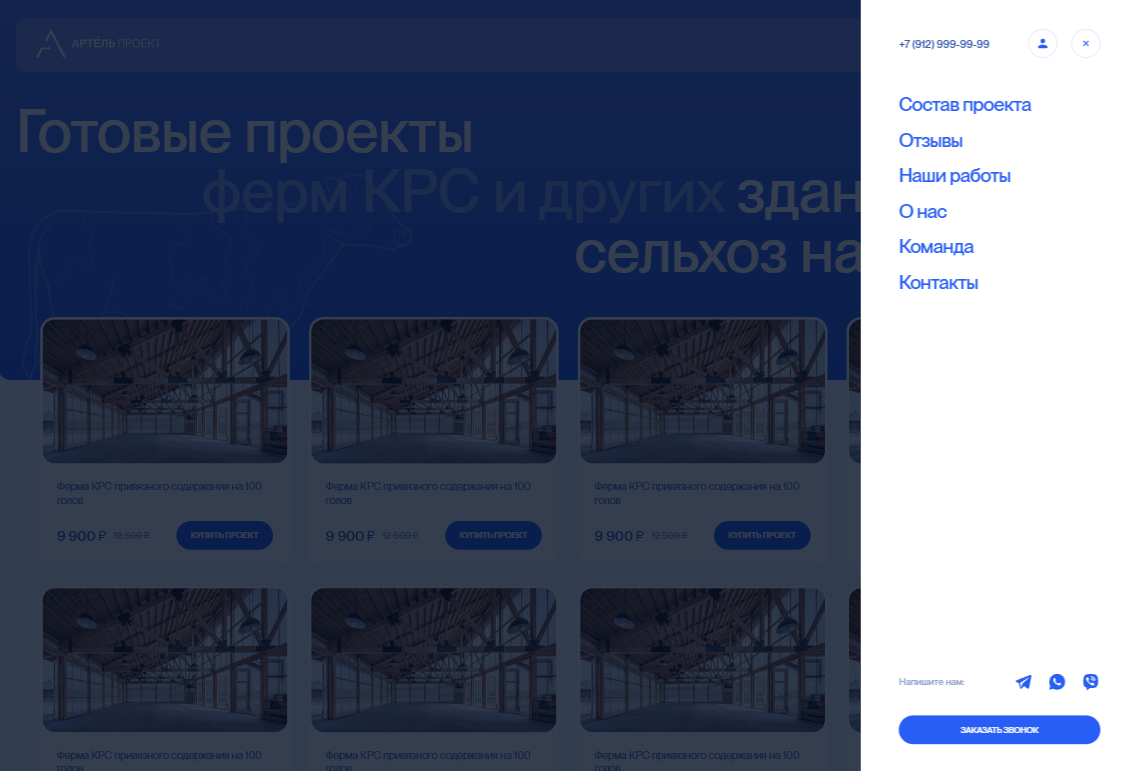 АРТЁЛЬ ПРОЕКТ
Готовые проекты
ферм КРС и других здан
сельхоз на
Ферма КРС привязного содержания на 100
голов
9 900 ₽ 12 500 ₽ КУПИТЬ ПРОЕКТ
Ферма КРС привязного содержания на 100
голов
9 900 ₽ 12 500 ₽ КУПИТЬ ПРОЕКТ
Ферма КРС привязного содержания на 100
голов
9 900 ₽ 12 500 ₽ КУПИТЬ ПРОЕКТ
Ферма КРС привязного содержания на 100
голов
Ферма КРС привязного содержания на 100
голов
Ферма КРС привязного содержания на 100
голов
+7 (912) 999-99-99
Состав проекта
Отзывы
Наши работы
О нас
Команда
Контакты
Напишите нам:
ЗАКАЗАТЬ ЗВОНОК